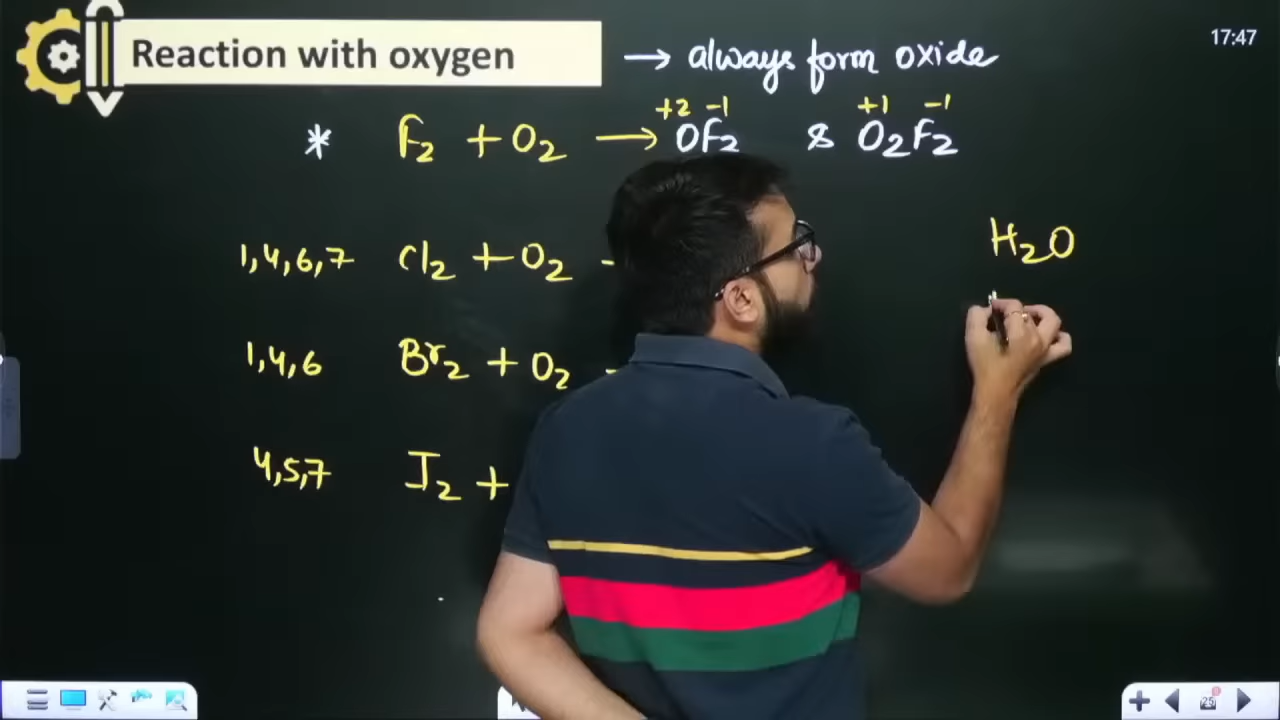 Reaction with oxygen → always form oxide
17:47
+2 -1 +1 -1
* F₂ + O₂ → OF₂ & O₂F₂
H₂O
1,4,6,7 Cl₂ + O₂ -
1,4,6 Br₂ + O₂ -
4,5,7 I₂ +
25